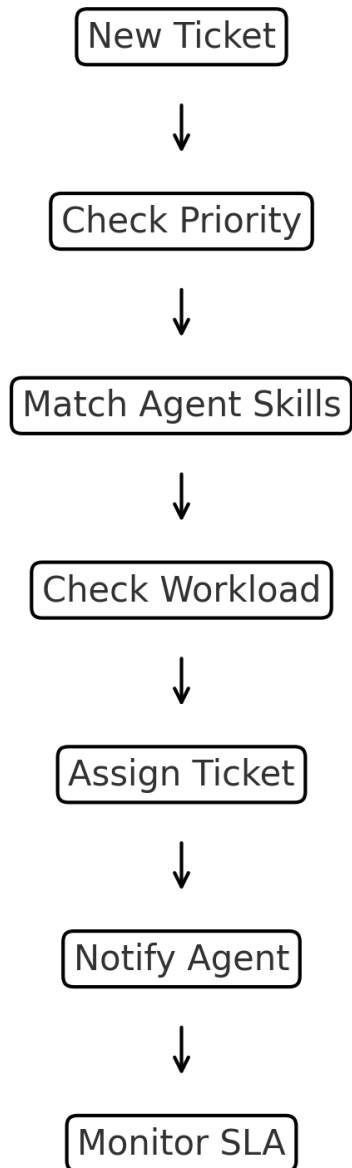 New Ticket
Check Priority
Match Agent Skills
Check Workload
Assign Ticket
Notify Agent
Monitor SLA